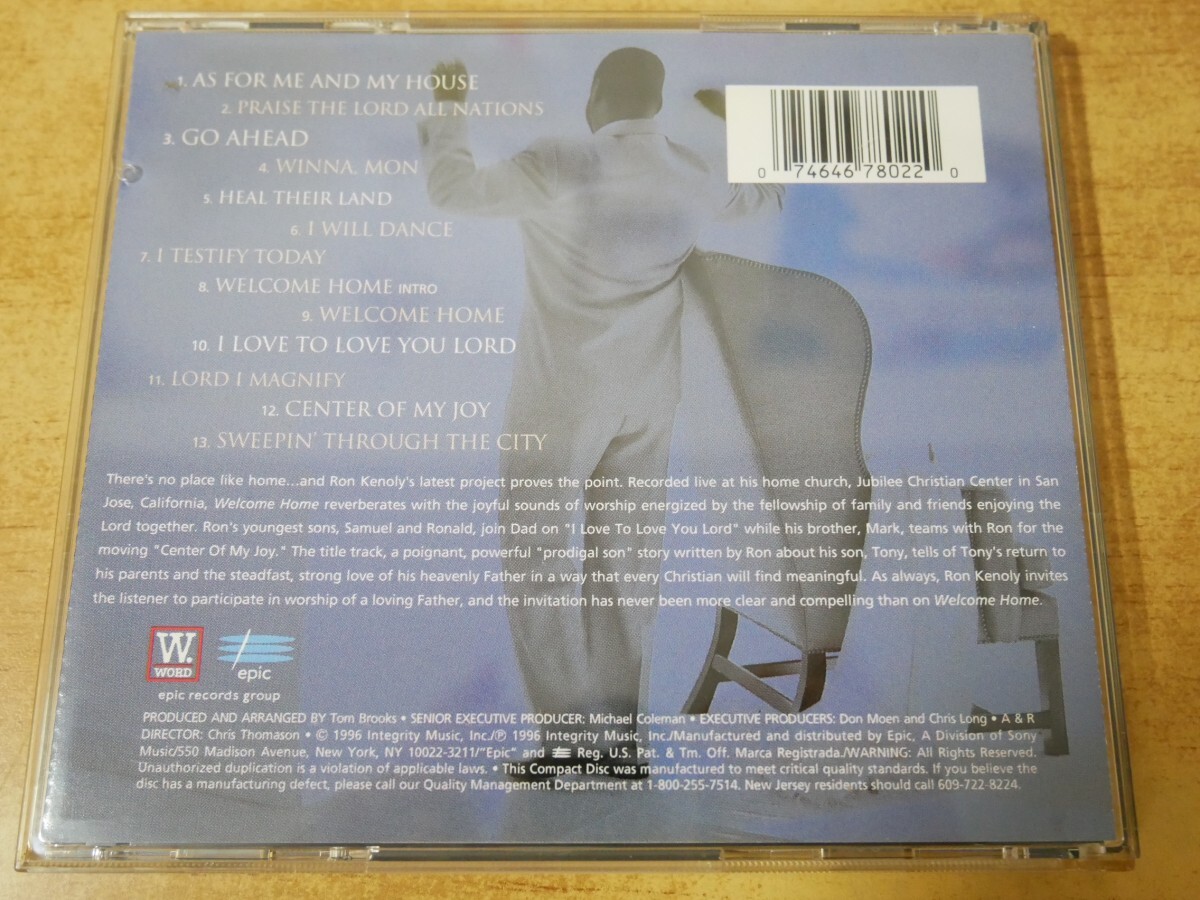 1. AS FOR ME AND MY HOUSE
2. PRAISE THE LORD ALL NATIONS
3. GO AHEAD
4. WINNA, MON
5. HEAL THEIR LAND
6. I WILL DANCE
7. I TESTIFY TODAY
8. WELCOME HOME INTRO
9. WELCOME HOME
10. I LOVE TO LOVE YOU LORD
11. LORD I MAGNIFY
12. CENTER OF MY JOY
13. SWEEPIN' THROUGH THE CITY
0 74646 78022 0
There's no place like home...and Ron Kenoly's latest project proves the point. Recorded live at his home church, Jubilee Christian Center in San
Jose, California, Welcome Home reverberates with the joyful sounds of worship energized by the fellowship of family and friends enjoying the
Lord together. Ron's youngest sons, Samuel and Ronald, join Dad on "I Love To Love You Lord" while his brother, Mark, teams with Ron for the
moving "Center Of My Joy." The title track, a poignant, powerful "prodigal son" story written by Ron about his son, Tony, tells of Tony's return to
his parents and the steadfast, strong love of his heavenly Father in a way that every Christian will find meaningful. As always, Ron Kenoly invites
the listener to participate in worship of a loving Father, and the invitation has never been more clear and compelling than on Welcome Home.
W.
WORD
epic
epic records group
PRODUCED AND ARRANGED BY Tom Brooks • SENIOR EXECUTIVE PRODUCER: Michael Coleman • EXECUTIVE PRODUCERS: Don Moen and Chris Long • A & R
DIRECTOR: Chris Thomason • © 1996 Integrity Music, Inc./℗ 1996 Integrity Music, Inc./Manufactured and distributed by Epic, A Division of Sony
Music/550 Madison Avenue, New York, NY 10022-3211/"Epic" and Reg. U.S. Pat. & Tm. Off. Marca Registrada./WARNING: All Rights Reserved.
Unauthorized duplication is a violation of applicable laws. • This Compact Disc was manufactured to meet critical quality standards. If you believe the
disc has a manufacturing defect, please call our Quality Management Department at 1-800-255-7514. New Jersey residents should call 609-722-8224.